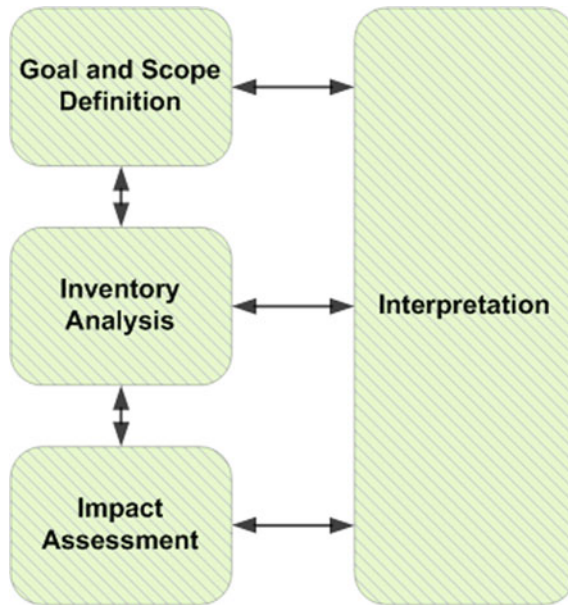 Goal and Scope
Definition
Inventory
Analysis
Interpretation
Impact
Assessment